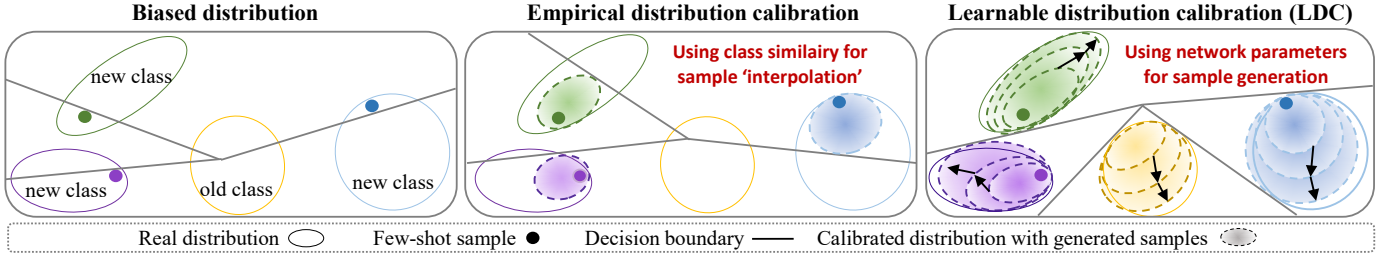 Biased distribution
Empirical distribution calibration
Learnable distribution calibration (LDC)
new class
new class
old class
new class
Using class similairy for
sample ‘interpolation’
Using network parameters
for sample generation
Real distribution
Few-shot sample
Decision boundary
Calibrated distribution with generated samples